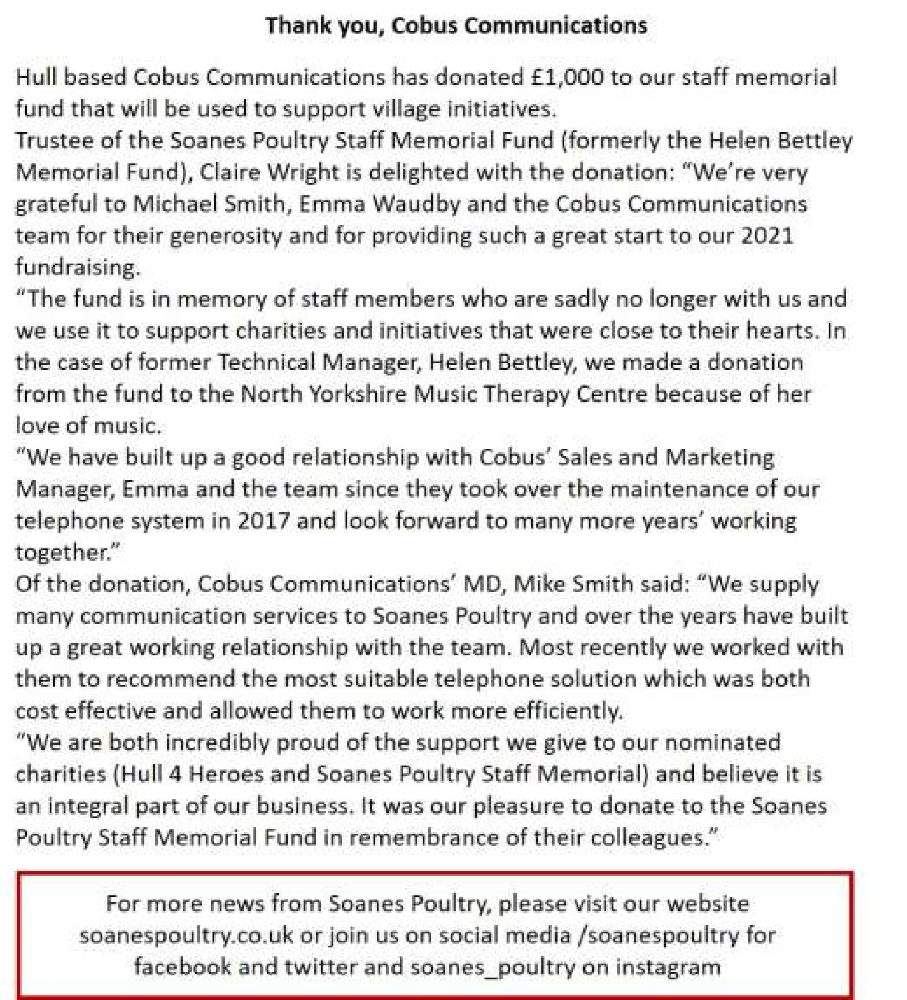 Thank you, Cobus Communications
Hull based Cobus Communications has donated £1,000 to our staff memorial
fund that will be used to support village initiatives.
Trustee of the Soanes Poultry Staff Memorial Fund (formerly the Helen Bettley
Memorial Fund), Claire Wright is delighted with the donation: “We’re very
grateful to Michael Smith, Emma Waudby and the Cobus Communications
team for their generosity and for providing such a great start to our 2021
fundraising.
“The fund is in memory of staff members who are sadly no longer with us and
we use it to support charities and initiatives that were close to their hearts. In
the case of former Technical Manager, Helen Bettley, we made a donation
from the fund to the North Yorkshire Music Therapy Centre because of her
love of music.
“We have built up a good relationship with Cobus’ Sales and Marketing
Manager, Emma and the team since they took over the maintenance of our
telephone system in 2017 and look forward to many more years’ working
together.”
Of the donation, Cobus Communications’ MD, Mike Smith said: “We supply
many communication services to Soanes Poultry and over the years have built
up a great working relationship with the team. Most recently we worked with
them to recommend the most suitable telephone solution which was both
cost effective and allowed them to work more efficiently.
“We are both incredibly proud of the support we give to our nominated
charities (Hull 4 Heroes and Soanes Poultry Staff Memorial) and believe it is
an integral part of our business. It was our pleasure to donate to the Soanes
Poultry Staff Memorial Fund in remembrance of their colleagues.”
For more news from Soanes Poultry, please visit our website
soanespoultry.co.uk or join us on social media /soanespoultry for
facebook and twitter and soanes_poultry on instagram